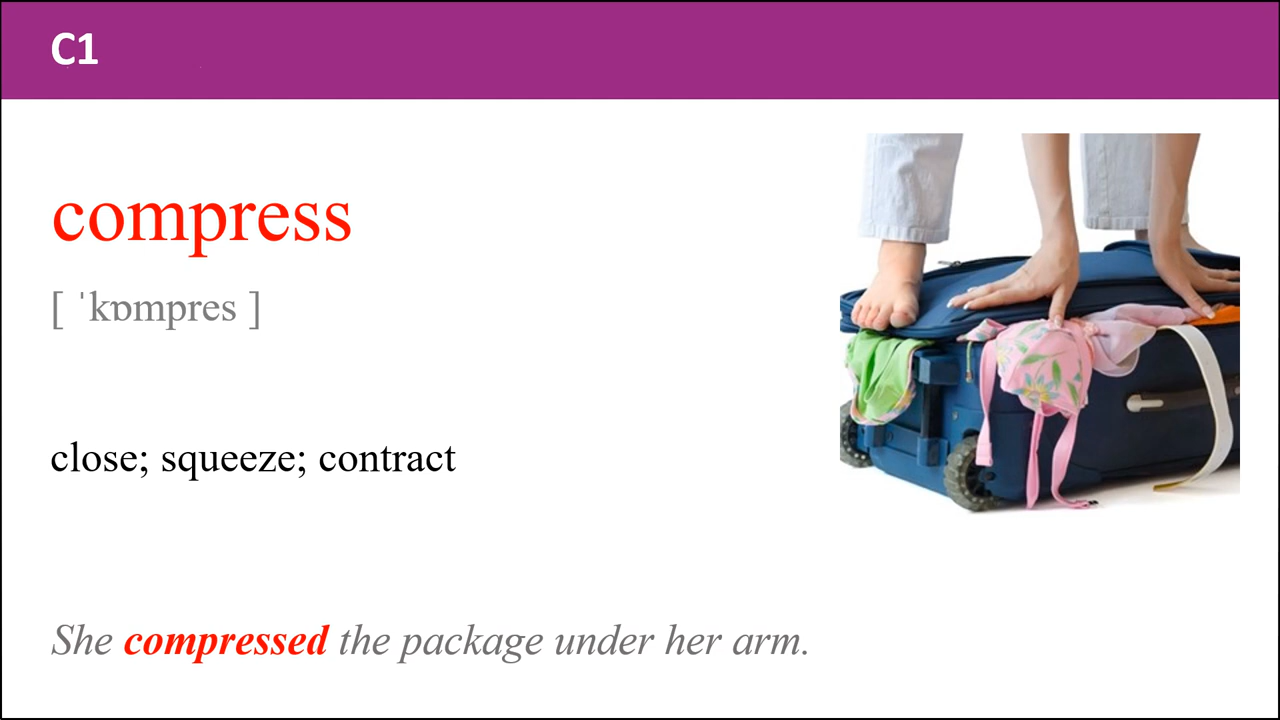 C1
compress
[ ˈkɒmpres ]
close; squeeze; contract
She compressed the package under her arm.